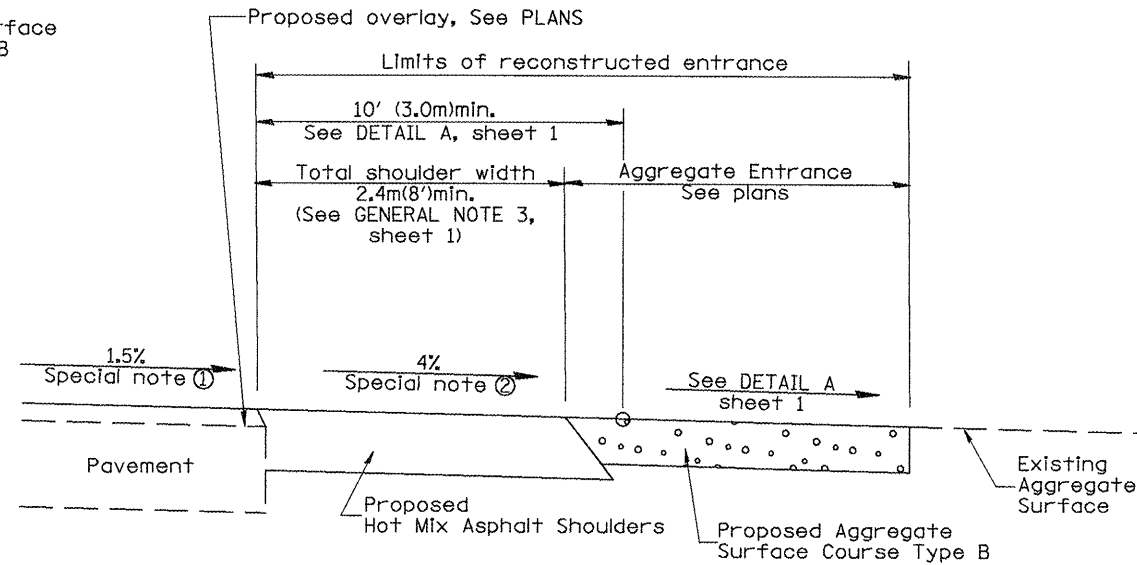 rface
B
Proposed overlay, See PLANS
Limits of reconstructed entrance
10' (3.0m)min.
See DETAIL A, sheet 1
Total shoulder width
2.4m(8')min.
(See GENERAL NOTE 3,
sheet 1)
Aggregate Entrance
See plans
1.5%
Special note ①
4%
Special note ②
See DETAIL A
sheet 1
Pavement
Proposed
Hot Mix Asphalt Shoulders
Proposed Aggregate
Surface Course Type B
Existing
Aggregate
Surface